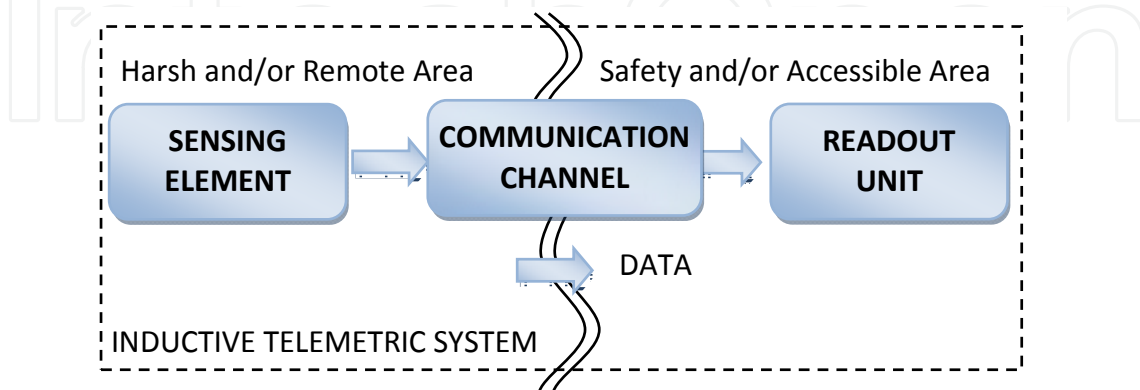 Harsh and/or Remote Area
Safety and/or Accessible Area
SENSING
ELEMENT
COMMUNICATION
CHANNEL
READOUT
UNIT
DATA
INDUCTIVE TELEMETRIC SYSTEM